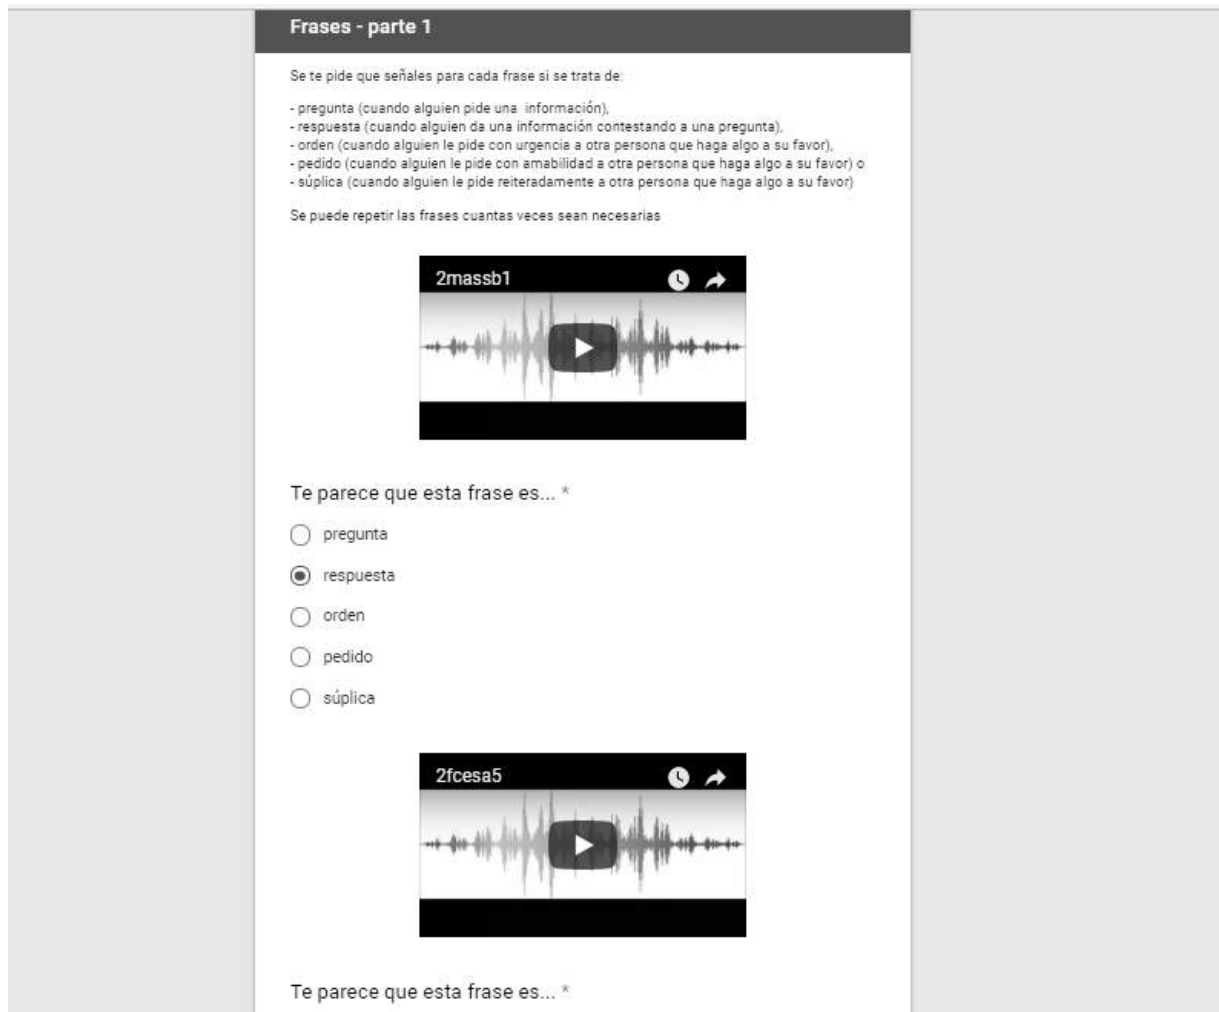 Frases - parte 1
Se te pide que señales para cada frase si se trata de:
- pregunta (cuando alguien pide una información),
- respuesta (cuando alguien da una información contestando a una pregunta),
- orden (cuando alguien le pide con urgencia a otra persona que haga algo a su favor),
- pedido (cuando alguien le pide con amabilidad a otra persona que haga algo a su favor) o
- súplica (cuando alguien le pide reiteradamente a otra persona que haga algo a su favor)
Se puede repetir las frases cuantas veces sean necesarias
2massb1
Te parece que esta frase es... *
pregunta
respuesta
orden
pedido
súplica
2fcesa5
Te parece que esta frase es... *